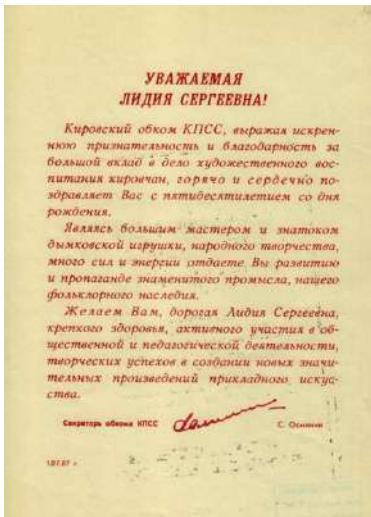 УВАЖАЕМАЯ
ЛИДИЯ СЕРГЕЕВНА!
Кировский обком КПСС, выражая искрен-
нюю признательность и благодарность за
большой вклад в дело художественного вос-
питания кировчан, горячо и сердечно по-
здравляет Вас с пятидесятилетием со дня
рождения.
Являясь большим мастером и знатоком
дымковской игрушки, народного творчества,
много сил и энергии отдаете Вы развитию
и пропаганде знаменитого промысла, нашего
фольклорного наследия.
Желаем Вам, дорогая Лидия Сергеевна,
крепкого здоровья, активного участия в об-
щественной и педагогической деятельности,
творческих успехов в создании новых значи-
тельных произведений прикладного искус-
ства.
Секретарь обкома КПСС
С. Осминин